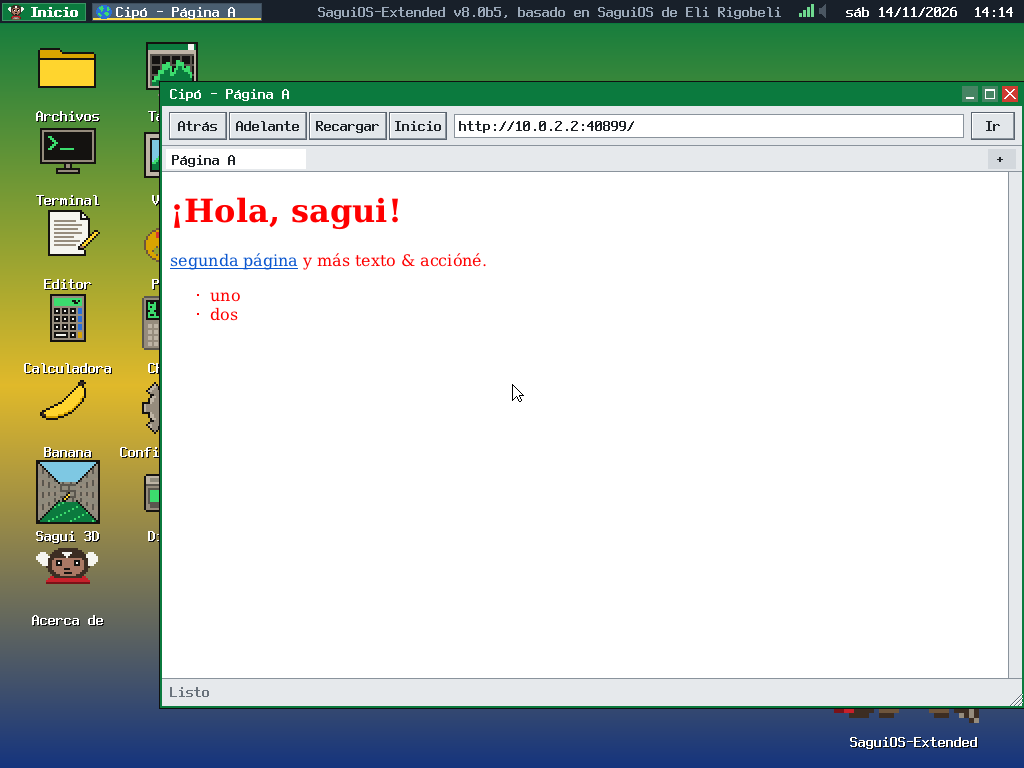 Inicio
Cipó - Página A
SaguiOS-Extended v8.0b5, basado en SaguiOS de Eli Rigobeli
sáb 14/11/2026 14:14
Archivos
Terminal
Editor
Calculadora
Banana
Confi
Sagui 3D
Acerca de
Cipó - Página A
Atrás Adelante Recargar Inicio http://10.0.2.2:40899/ Ir
Página A +
¡Hola, sagui!
segunda página y más texto & accióné.
· uno
· dos
Listo
SaguiOS-Extended